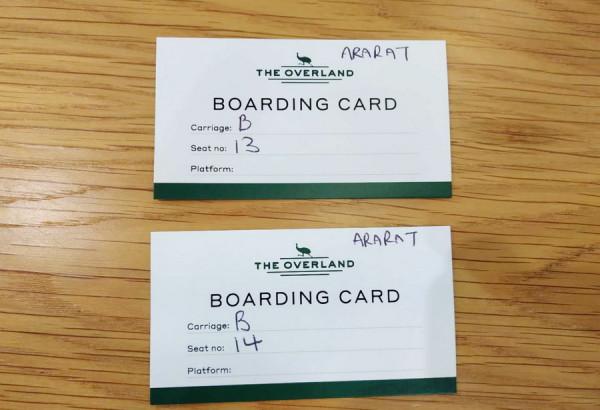 ARARAT
THE OVERLAND
BOARDING CARD
Carriage: B
Seat no: 13
Platform:
ARARAT
THE OVERLAND
BOARDING CARD
Carriage: B
Seat no: 14
Platform: